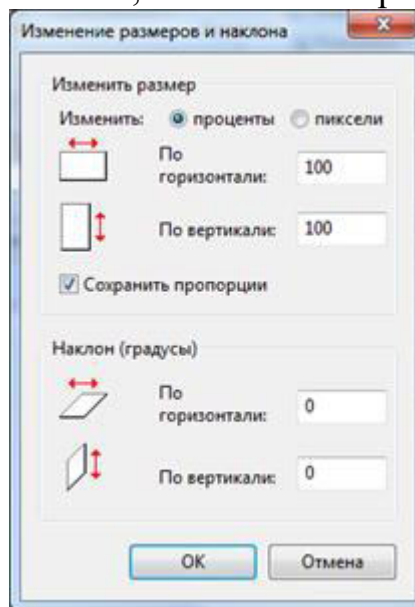 Изменение размеров и наклона
Изменить размер
Изменить: проценты пиксели
По
горизонтали: 100
По вертикали: 100
Сохранить пропорции
Наклон (градусы)
По
горизонтали: 0
По вертикали: 0
OK Отмена